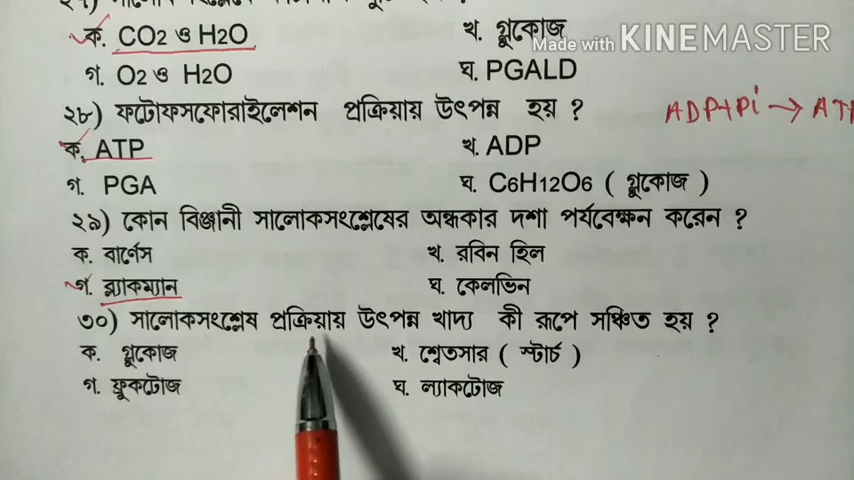 ক. CO2 ও H2O
খ. গ্লুকোজ
Made with KINEMASTER
গ. O2 ও H2O
ঘ. PGALD
২৮) ফটোফসফোরাইলেশন প্রক্রিয়ায় উৎপন্ন হয় ?
ADP+Pi → AT
ক. ATP
খ. ADP
গ. PGA
ঘ. C6H12O6 ( গ্লুকোজ )
২৯) কোন বিজ্ঞানী সালোকসংশ্লেষের অন্ধকার দশা পর্যবেক্ষন করেন ?
ক. বার্ণেস
খ. রবিন হিল
গ. ব্ল্যাকম্যান
ঘ. কেলভিন
৩০) সালোকসংশ্লেষ প্রক্রিয়ায় উৎপন্ন খাদ্য কী রূপে সঞ্চিত হয় ?
ক. গ্লুকোজ
খ. শ্বেতসার ( স্টার্চ )
গ. ফ্রুকটোজ
ঘ. ল্যাকটোজ